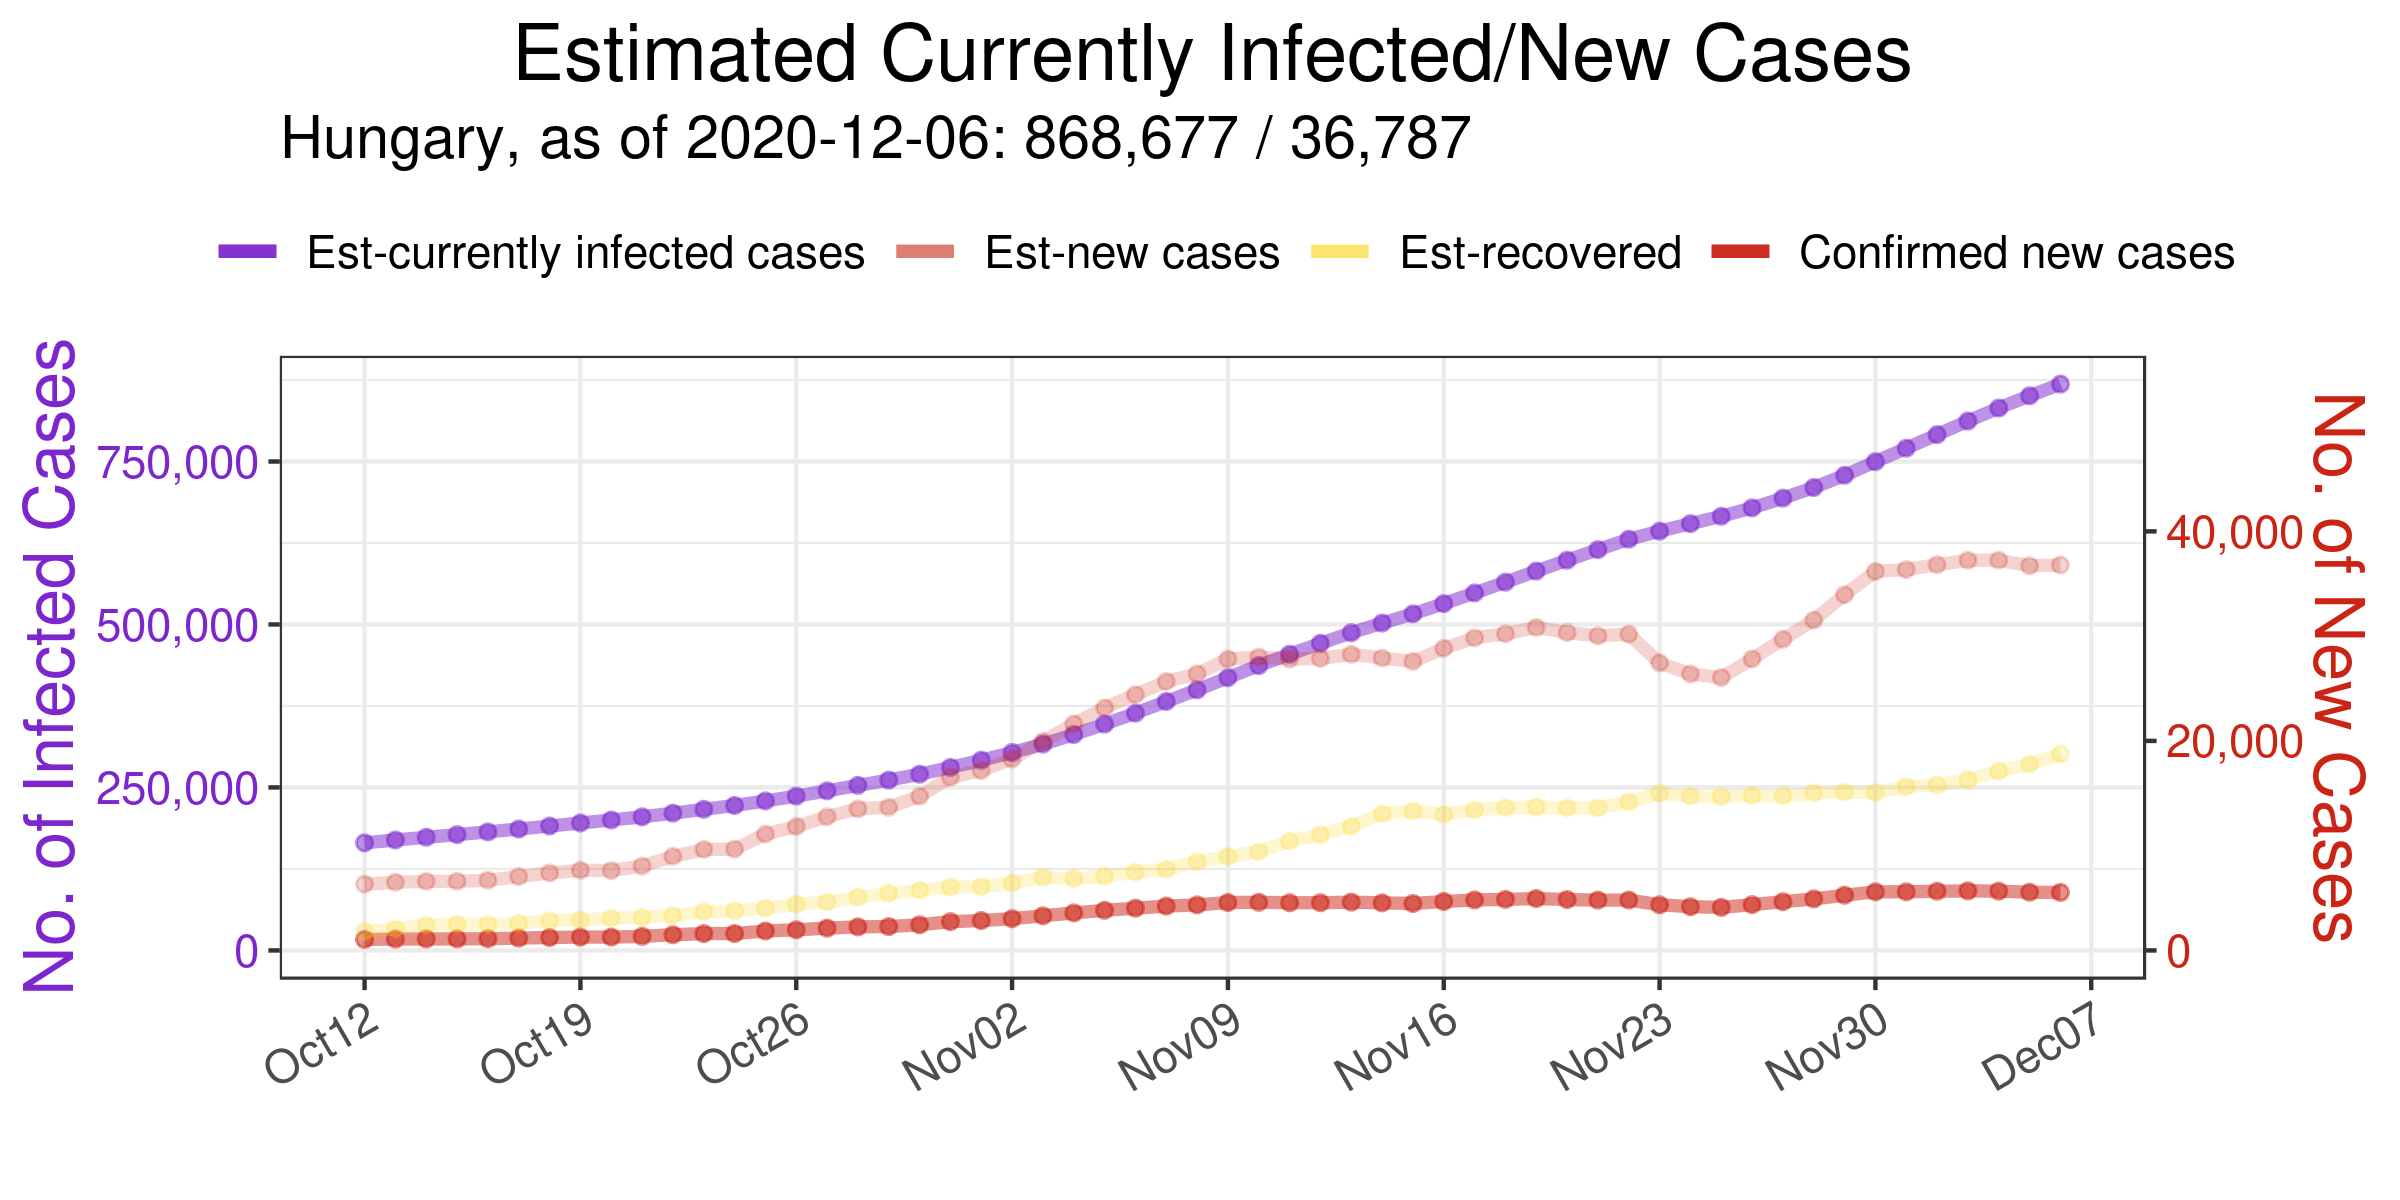 Estimated Currently Infected/New Cases
Hungary, as of 2020-12-06: 868,677 / 36,787
Est-currently infected cases Est-new cases Est-recovered Confirmed new cases
No. of Infected Cases
750,000
500,000
250,000
0
40,000
20,000
0
No. of New Cases
Oct12 Oct19 Oct26 Nov02 Nov09 Nov16 Nov23 Nov30 Dec07